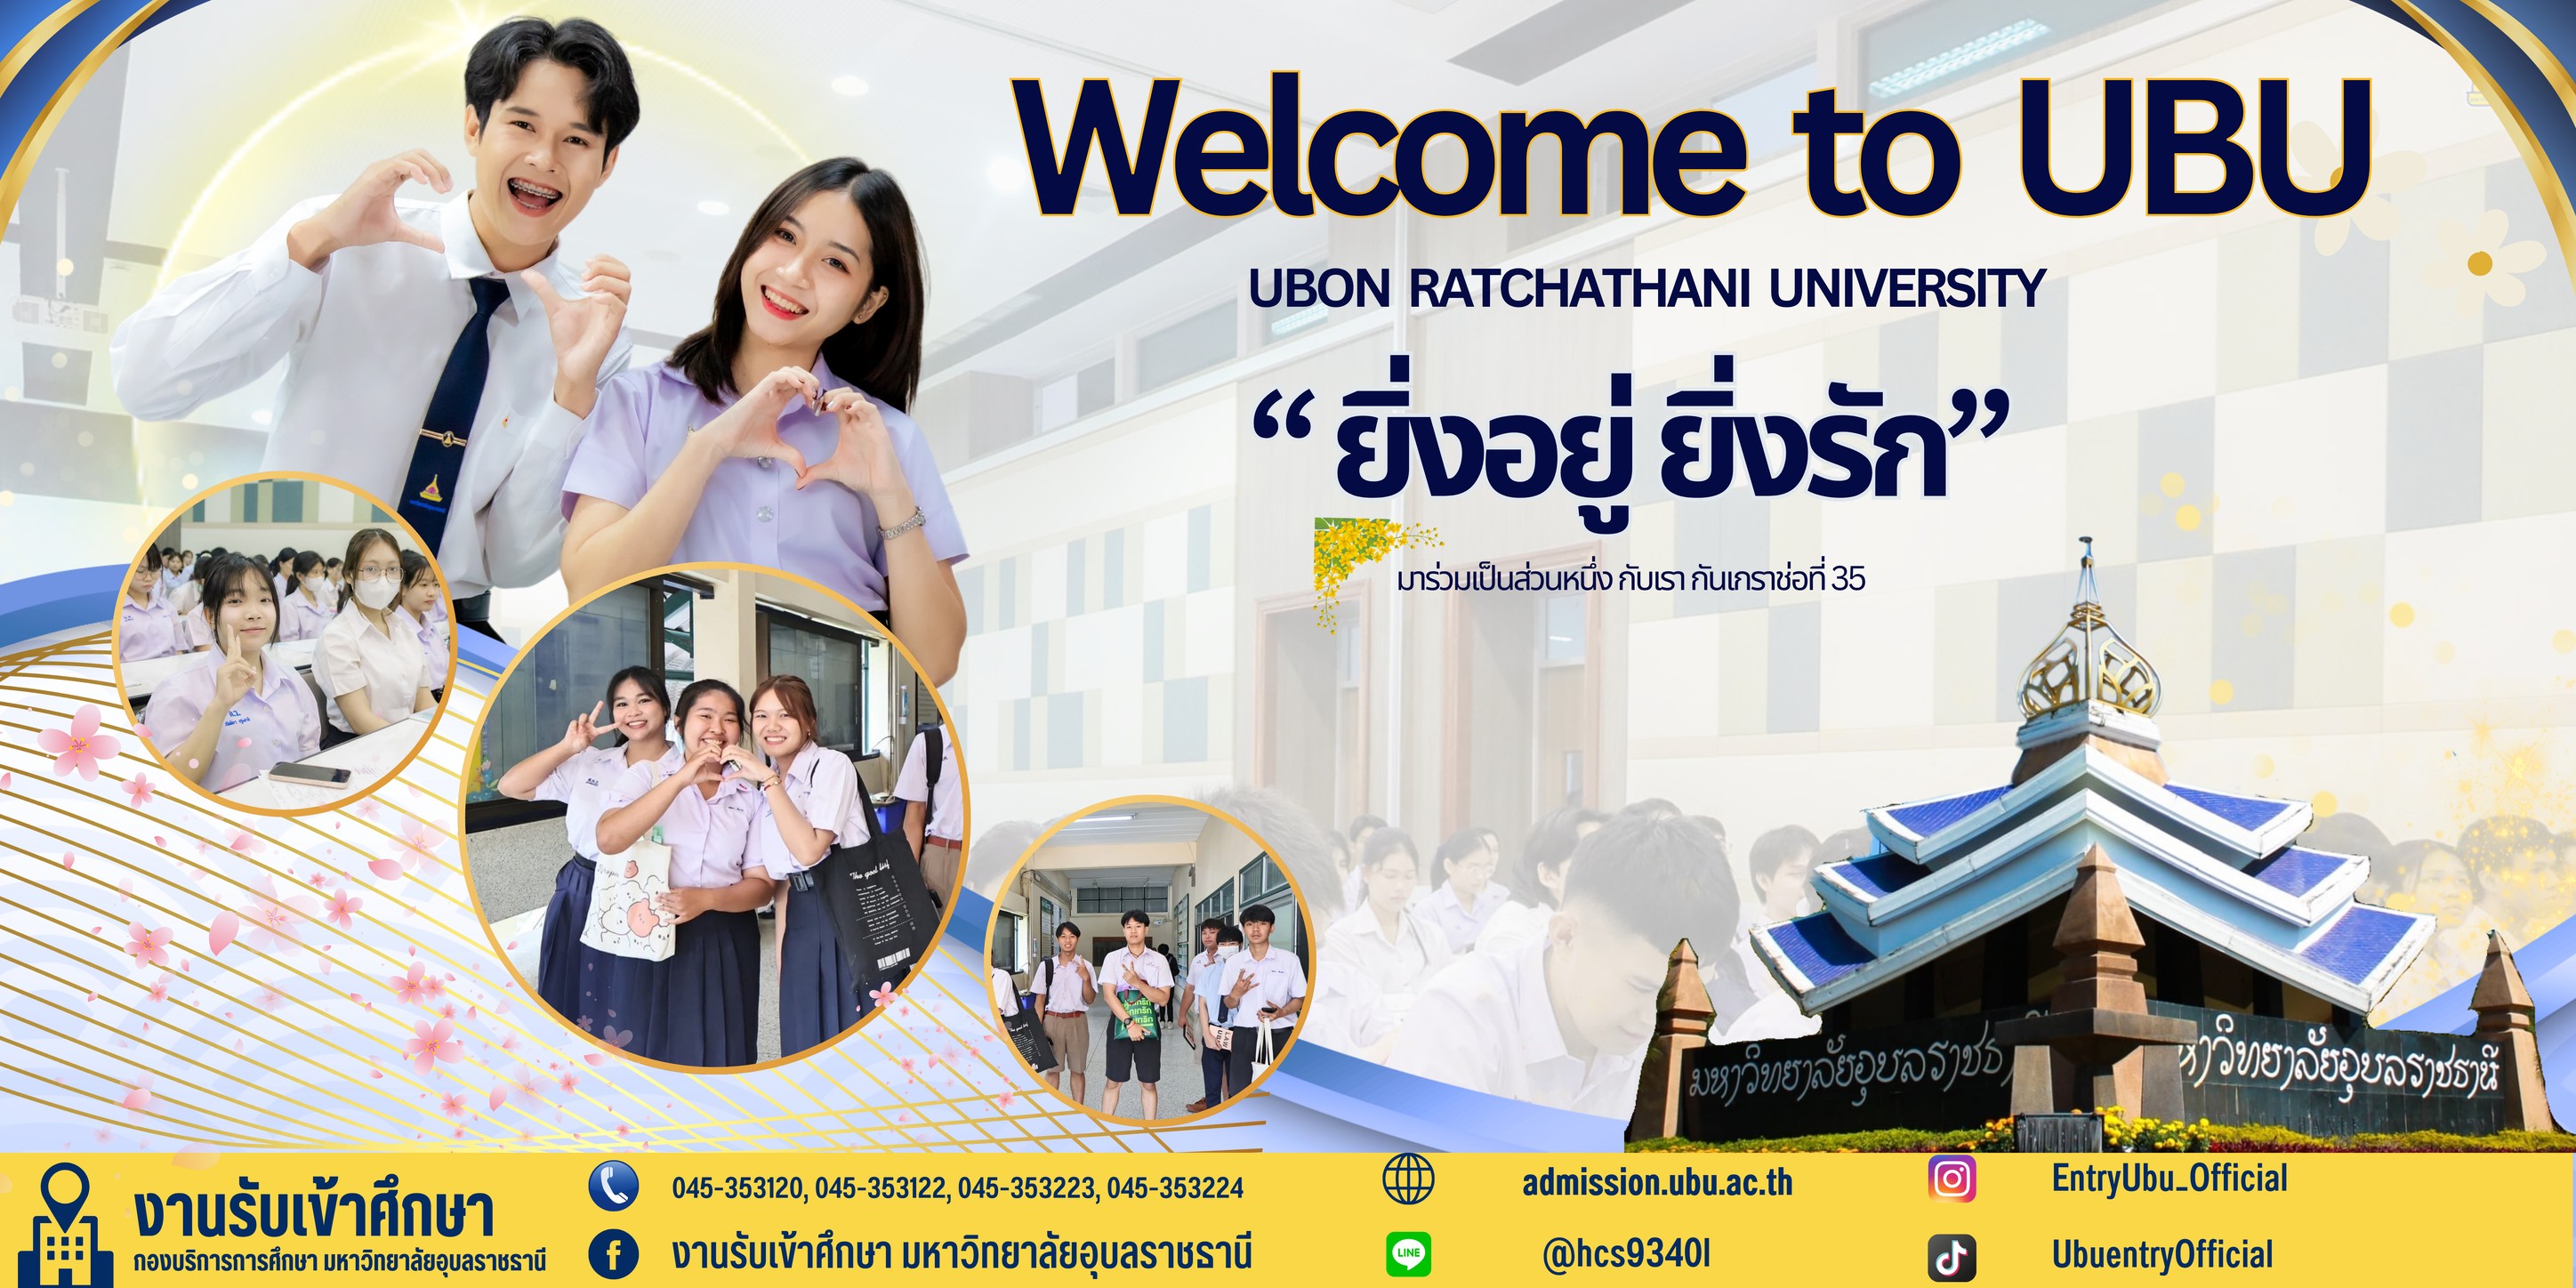 Welcome to UBU
UBON RATCHATHANI UNIVERSITY
“ ยิ่งอยู่ ยิ่งรัก”
มาร่วมเป็นส่วนหนึ่ง กับเรา กันเกราช่อที่ 35
The good brief
มหาวิทยาลัยอุบลราชธ
หาวิทยาลัยอุบลราชธานี
งานรับเข้าศึกษา
กองบริการการศึกษา มหาวิทยาลัยอุบลราชธานี
045-353120, 045-353122, 045-353223, 045-353224
งานรับเข้าศึกษา มหาวิทยาลัยอุบลราชธานี
admission.ubu.ac.th
LINE
@hcs9340l
EntryUbu_Official
UbuentryOfficial